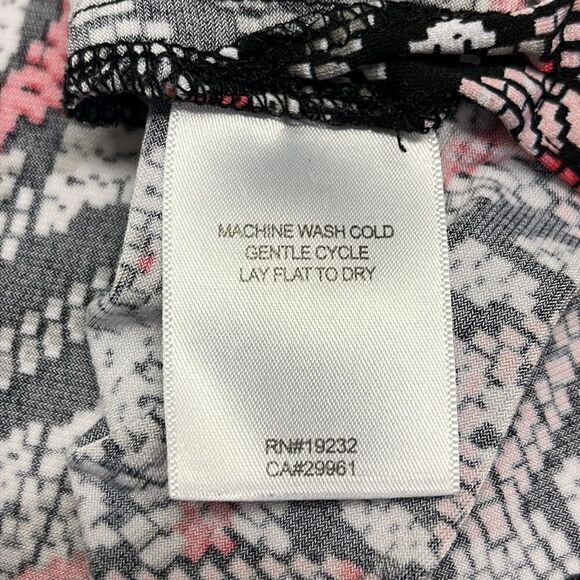 MACHINE WASH COLD
GENTLE CYCLE
LAY FLAT TO DRY
RN#19232
CA#29961